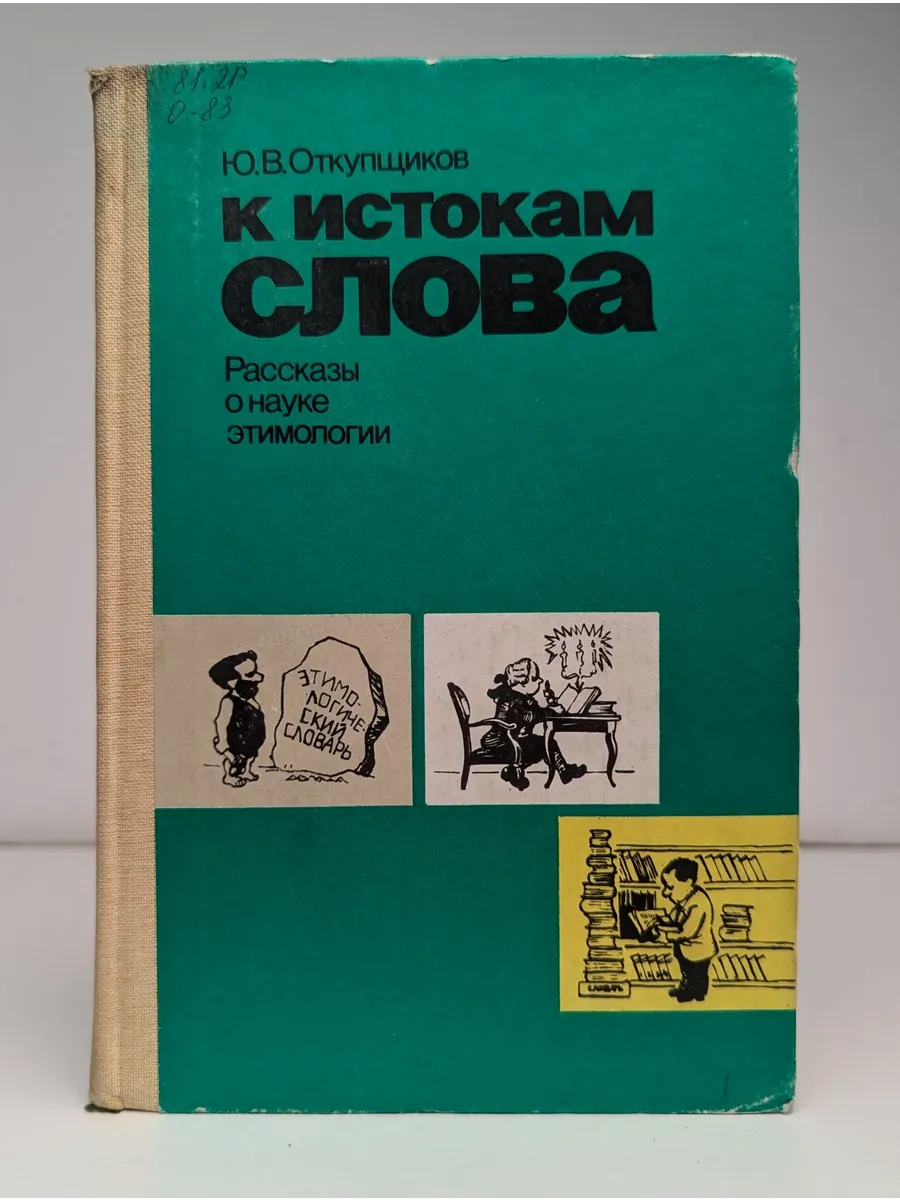 81.2Р
О-83
Ю.В.Откупщиков
К ИСТОКАМ
СЛОВА
Рассказы
о науке
этимологии
ЭТИМО-
ЛОГИЧЕ-
СКИЙ
СЛОВАРЬ
СЛОВАРЬ